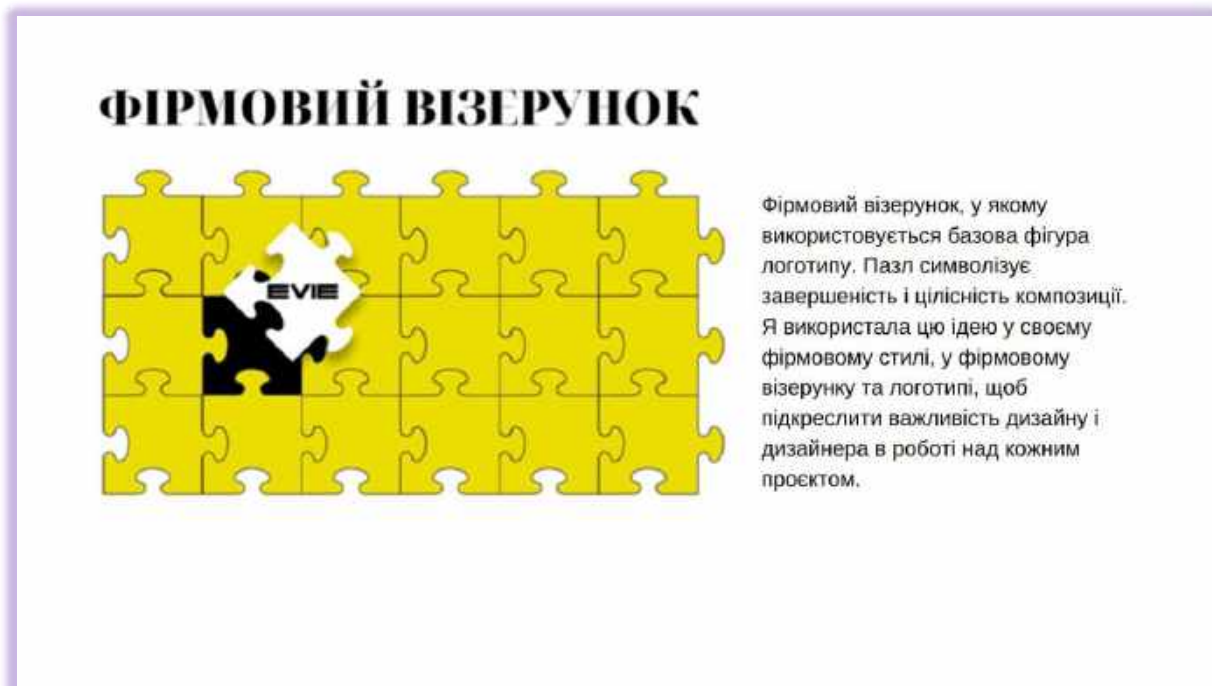 ФІРМОВИЙ ВІЗЕРУНОК
EVIE
Фірмовий візерунок, у якому
використовується базова фігура
логотипу. Пазл символізує
завершеність і цілісність композиції.
Я використала цю ідею у своєму
фірмовому стилі, у фірмовому
візерунку та логотипі, щоб
підкреслити важливість дизайну і
дизайнера в роботі над кожним
проєктом.